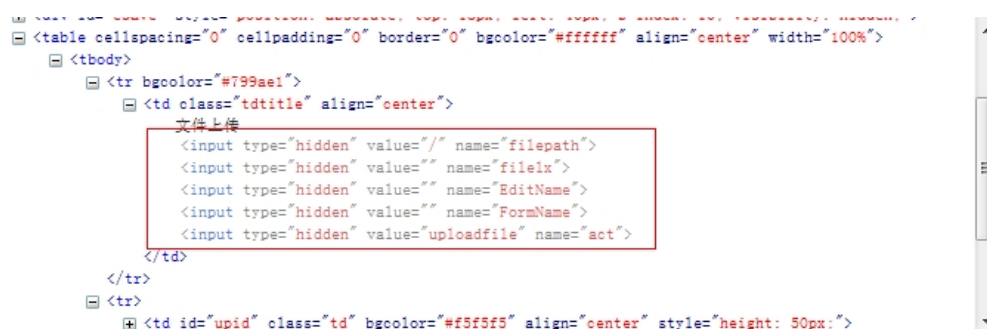 <table cellspacing="0" cellpadding="0" border="0" bgcolor="#ffffff" align="center" width="100%">
<tbody>
<tr bgcolor="#799ae1">
<td class="tdtitle" align="center">
文件上传
<input type="hidden" value="/" name="filepath">
<input type="hidden" value="" name="filelx">
<input type="hidden" value="" name="EditName">
<input type="hidden" value="" name="FormName">
<input type="hidden" value="uploadfile" name="act">
</td>
</tr>
<tr>
<td id="upid" class="td" bgcolor="#f5f5f5" align="center" style="height: 50px;">